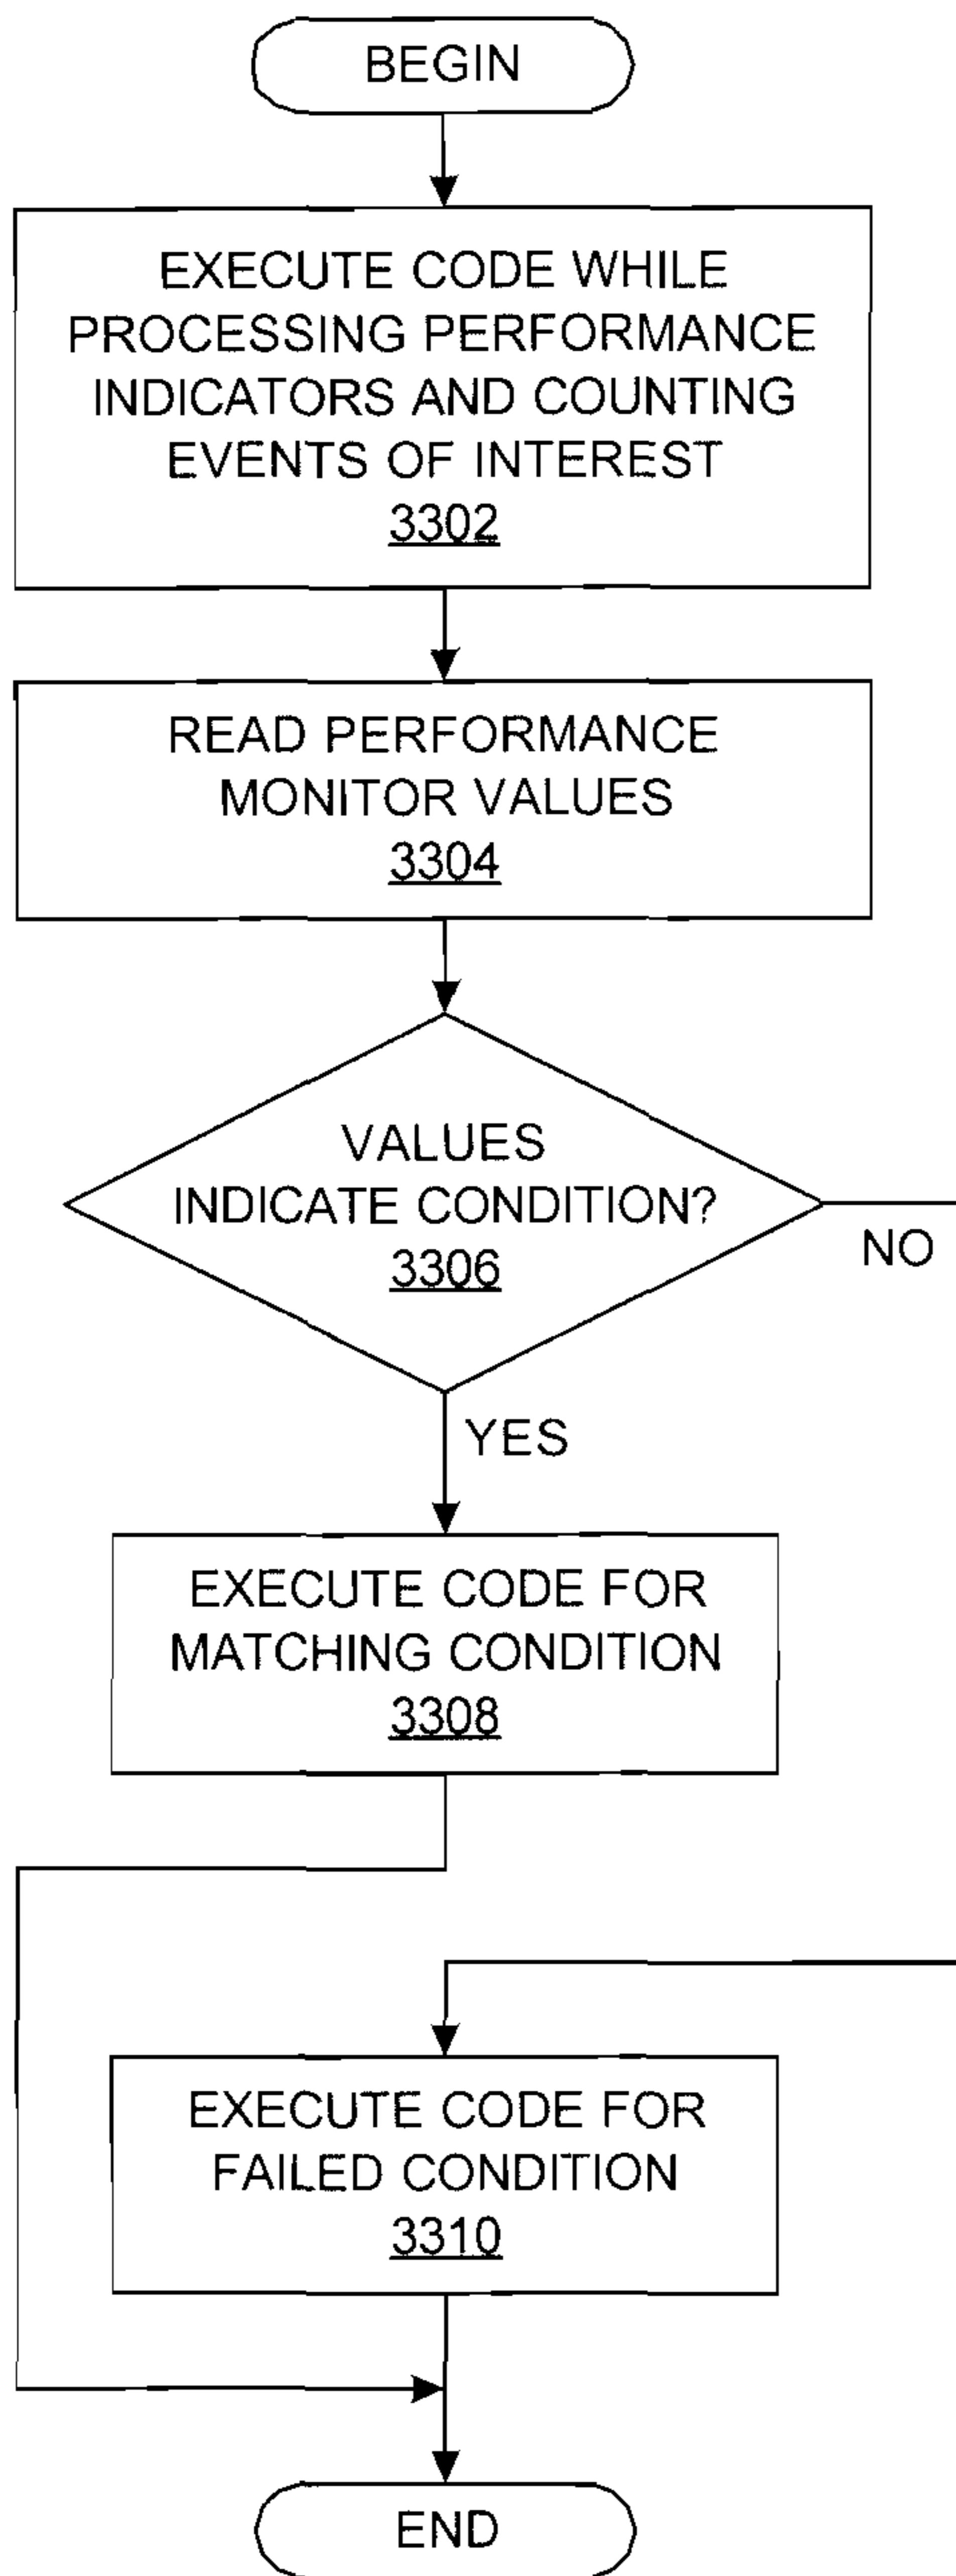 BEGIN
EXECUTE CODE WHILE
PROCESSING PERFORMANCE
INDICATORS AND COUNTING
EVENTS OF INTEREST
3302
READ PERFORMANCE
MONITOR VALUES
3304
VALUES
INDICATE CONDITION?
3306
NO
YES
EXECUTE CODE FOR
MATCHING CONDITION
3308
EXECUTE CODE FOR
FAILED CONDITION
3310
END